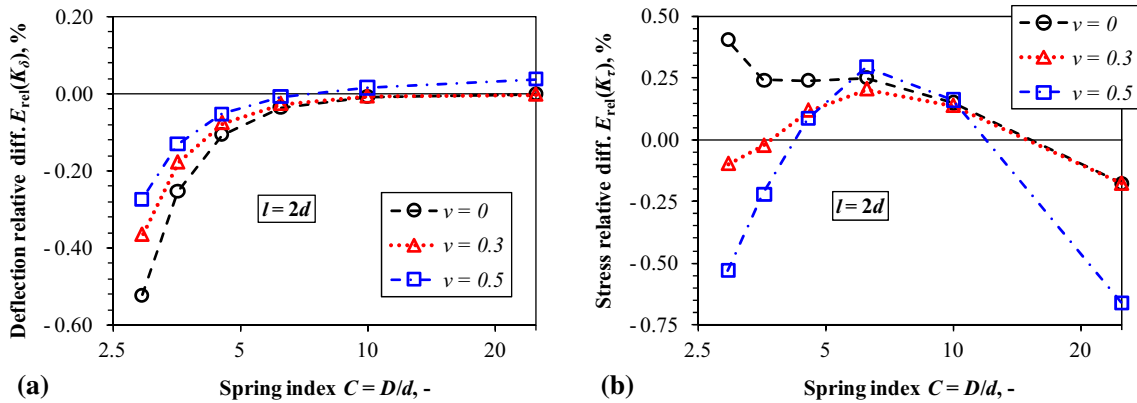 Deflection relative diff. Erel(Kδ), %
0.20
0.00
- 0.20
- 0.40
- 0.60
l = 2d
ν = 0
ν = 0.3
ν = 0.5
2.5 5 10 20
(a) Spring index C = D/d, -
Stress relative diff. Erel(Kτ), %
0.50
0.25
0.00
-0.25
-0.50
-0.75
ν = 0
ν = 0.3
ν = 0.5
l = 2d
2.5 5 10 20
(b) Spring index C = D/d, -